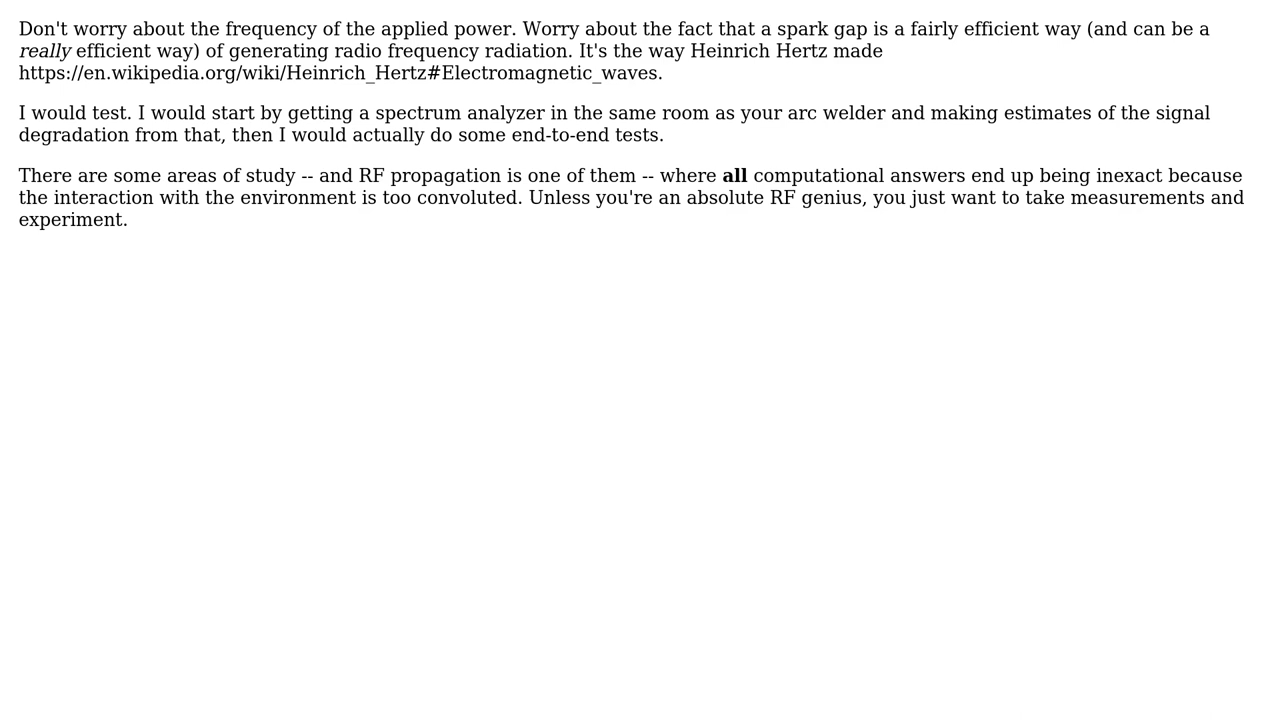 Don't worry about the frequency of the applied power. Worry about the fact that a spark gap is a fairly efficient way (and can be a
really efficient way) of generating radio frequency radiation. It's the way Heinrich Hertz made
https://en.wikipedia.org/wiki/Heinrich_Hertz#Electromagnetic_waves.
I would test. I would start by getting a spectrum analyzer in the same room as your arc welder and making estimates of the signal
degradation from that, then I would actually do some end-to-end tests.
There are some areas of study -- and RF propagation is one of them -- where all computational answers end up being inexact because
the interaction with the environment is too convoluted. Unless you're an absolute RF genius, you just want to take measurements and
experiment.